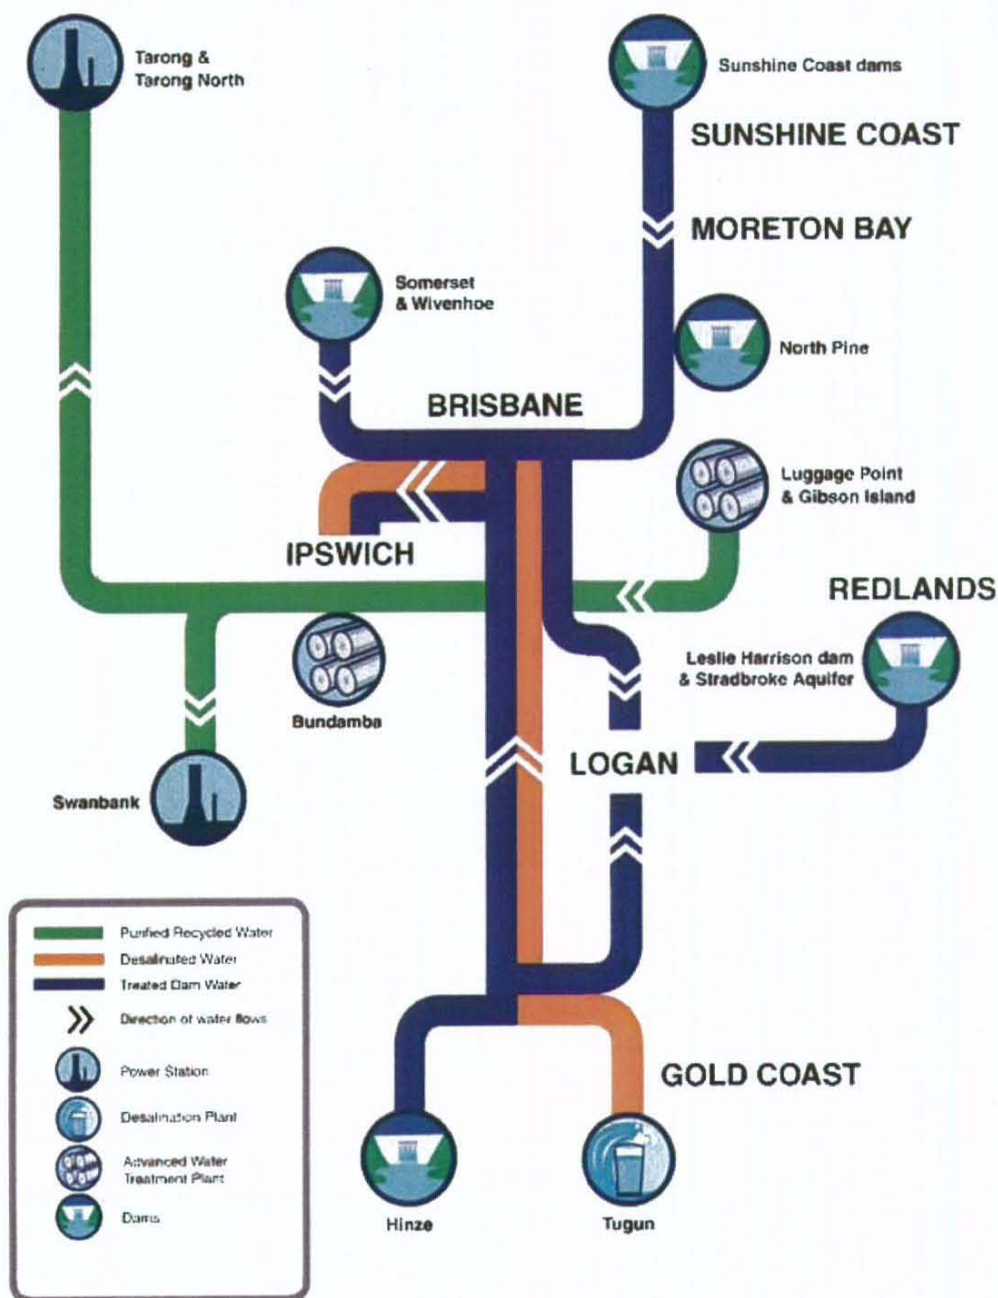 Tarong &
Tarong North
Sunshine Coast dams
SUNSHINE COAST
MORETON BAY
Somerset
& Wivenhoe
North Pine
BRISBANE
Luggage Point
& Gibson Island
IPSWICH
REDLANDS
Leslie Harrison dam
& Stradbroke Aquifer
Bundamba
LOGAN
Swanbank
Purified Recycled Water
Desalinated Water
Treated Dam Water
Direction of water flows
Power Station
Desalination Plant
Advanced Water
Treatment Plant
Dams
GOLD COAST
Hinze
Tugun